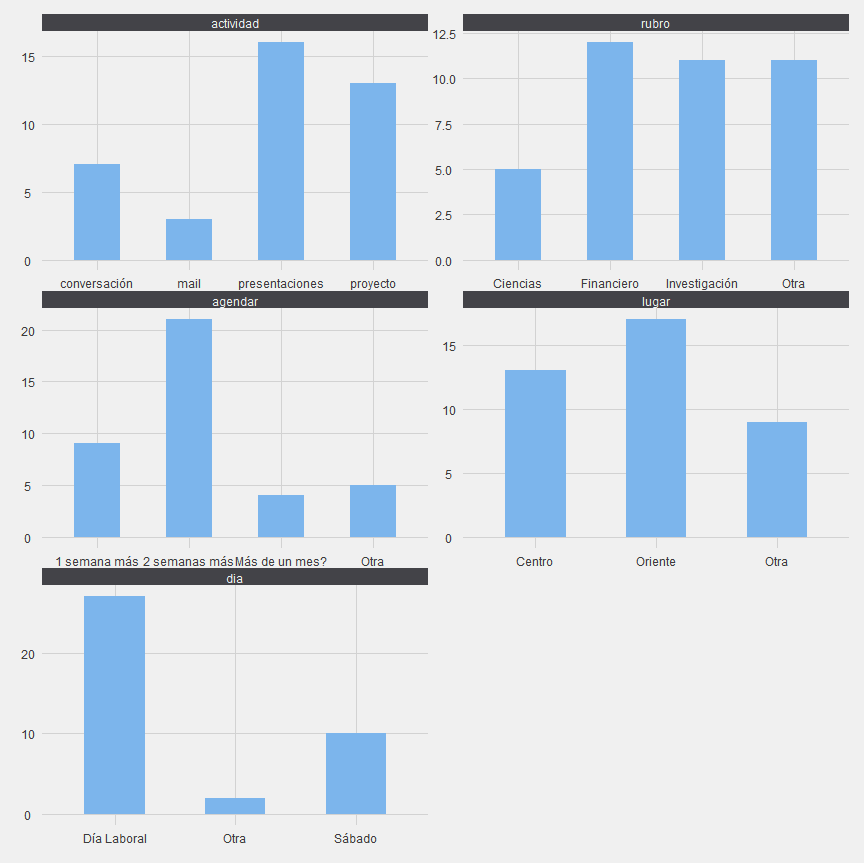 actividad
15
10
5
0
conversación mail presentaciones proyecto
rubro
12.5
10.0
7.5
5.0
2.5
0.0
Ciencias Financiero Investigación Otra
agendar
20
15
10
5
0
1 semana más 2 semanas más Más de un mes? Otra
lugar
15
10
5
0
Centro Oriente Otra
dia
20
10
0
Día Laboral Otra Sábado